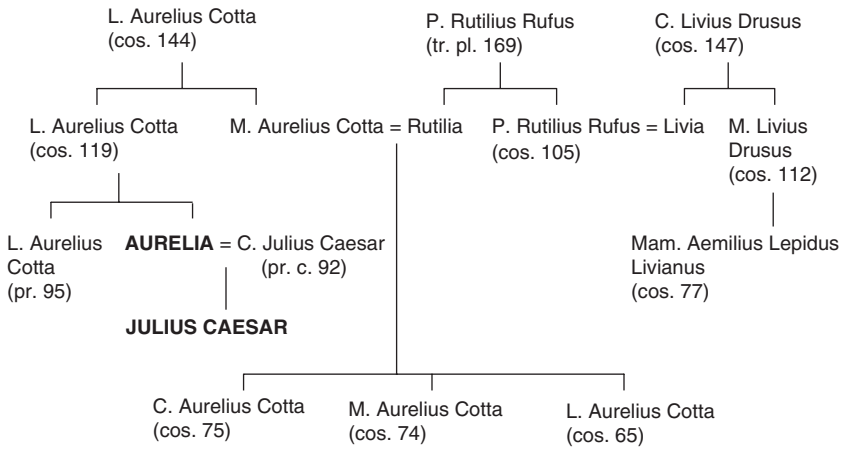 L. Aurelius Cotta
(cos. 144)
P. Rutilius Rufus
(tr. pl. 169)
C. Livius Drusus
(cos. 147)
L. Aurelius Cotta
(cos. 119)
M. Aurelius Cotta = Rutilia
P. Rutilius Rufus = Livia
(cos. 105)
M. Livius
Drusus
(cos. 112)
L. Aurelius
Cotta
(pr. 95)
AURELIA = C. Julius Caesar
(pr. c. 92)
Mam. Aemilius Lepidus
Livianus
(cos. 77)
JULIUS CAESAR
C. Aurelius Cotta
(cos. 75)
M. Aurelius Cotta
(cos. 74)
L. Aurelius Cotta
(cos. 65)